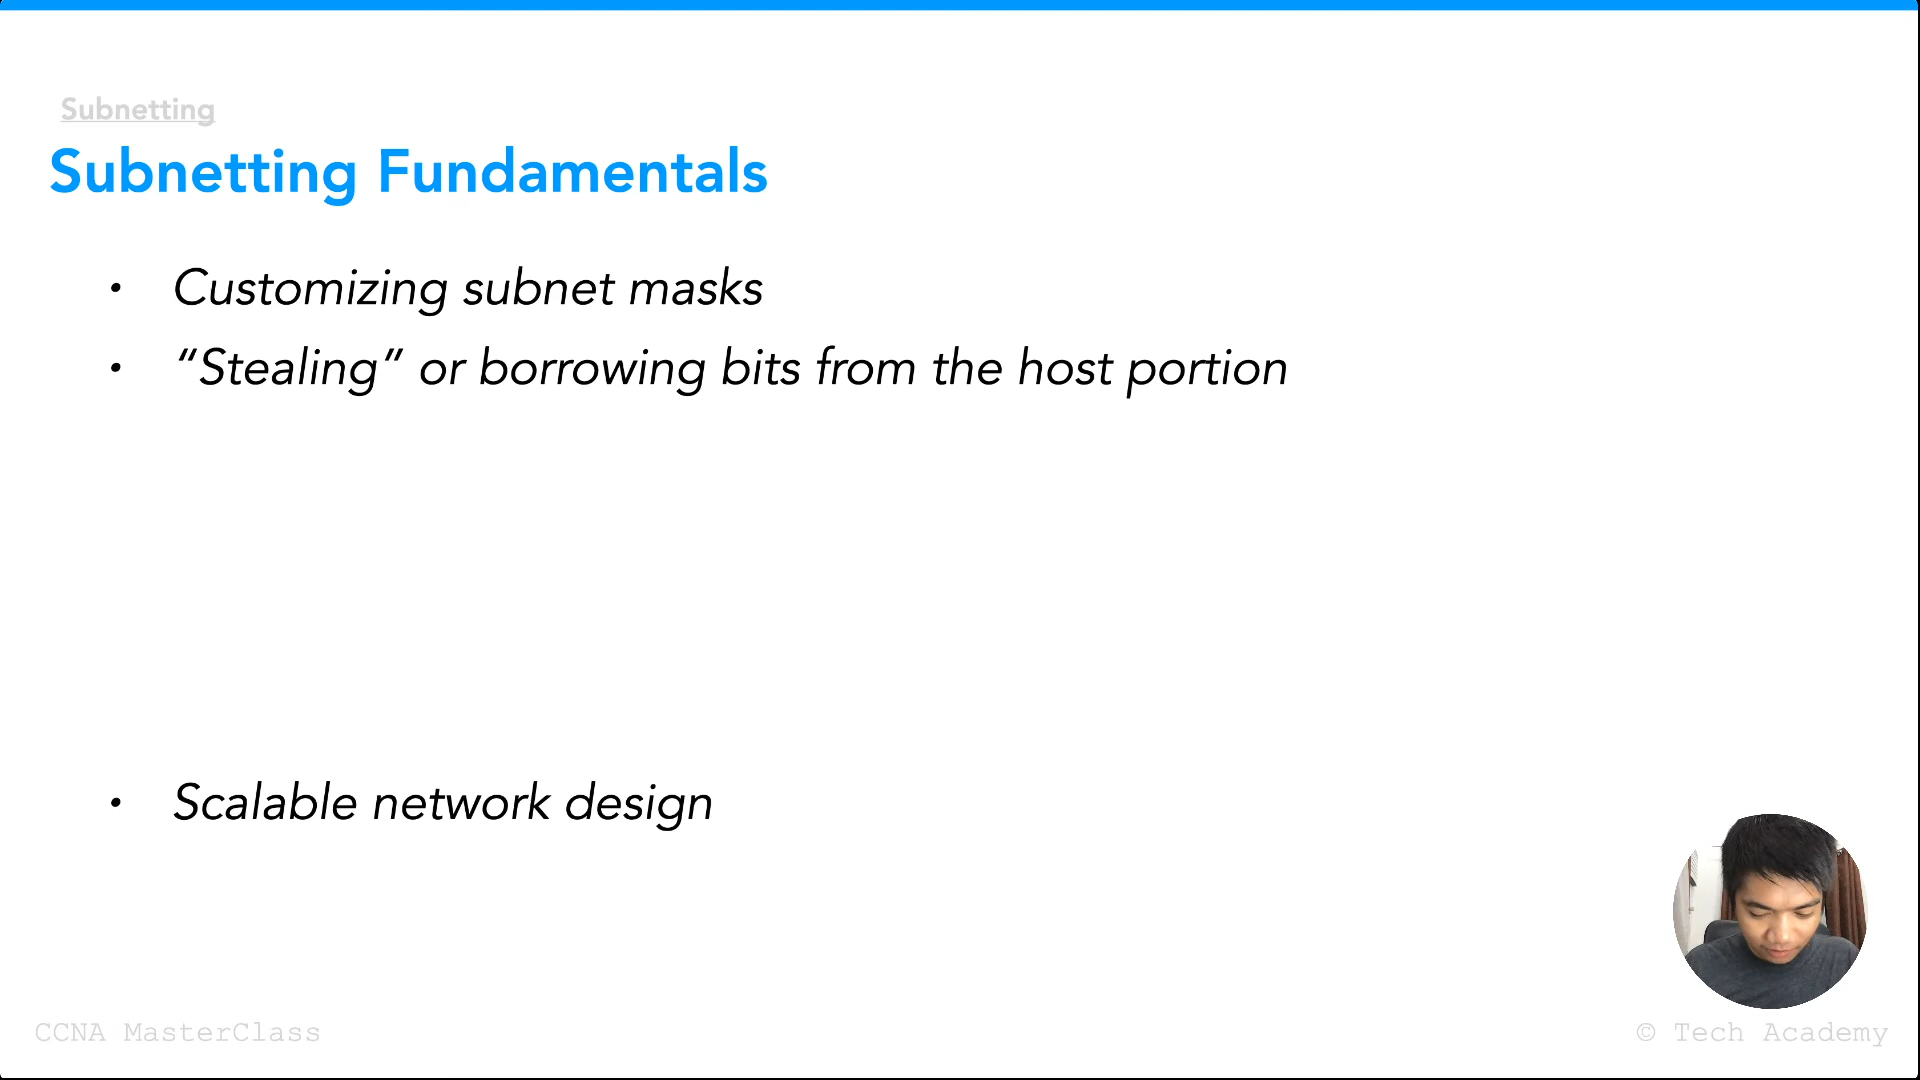 Subnetting
Subnetting Fundamentals
• Customizing subnet masks
• “Stealing” or borrowing bits from the host portion
• Scalable network design
CCNA MasterClass
© Tech Academy